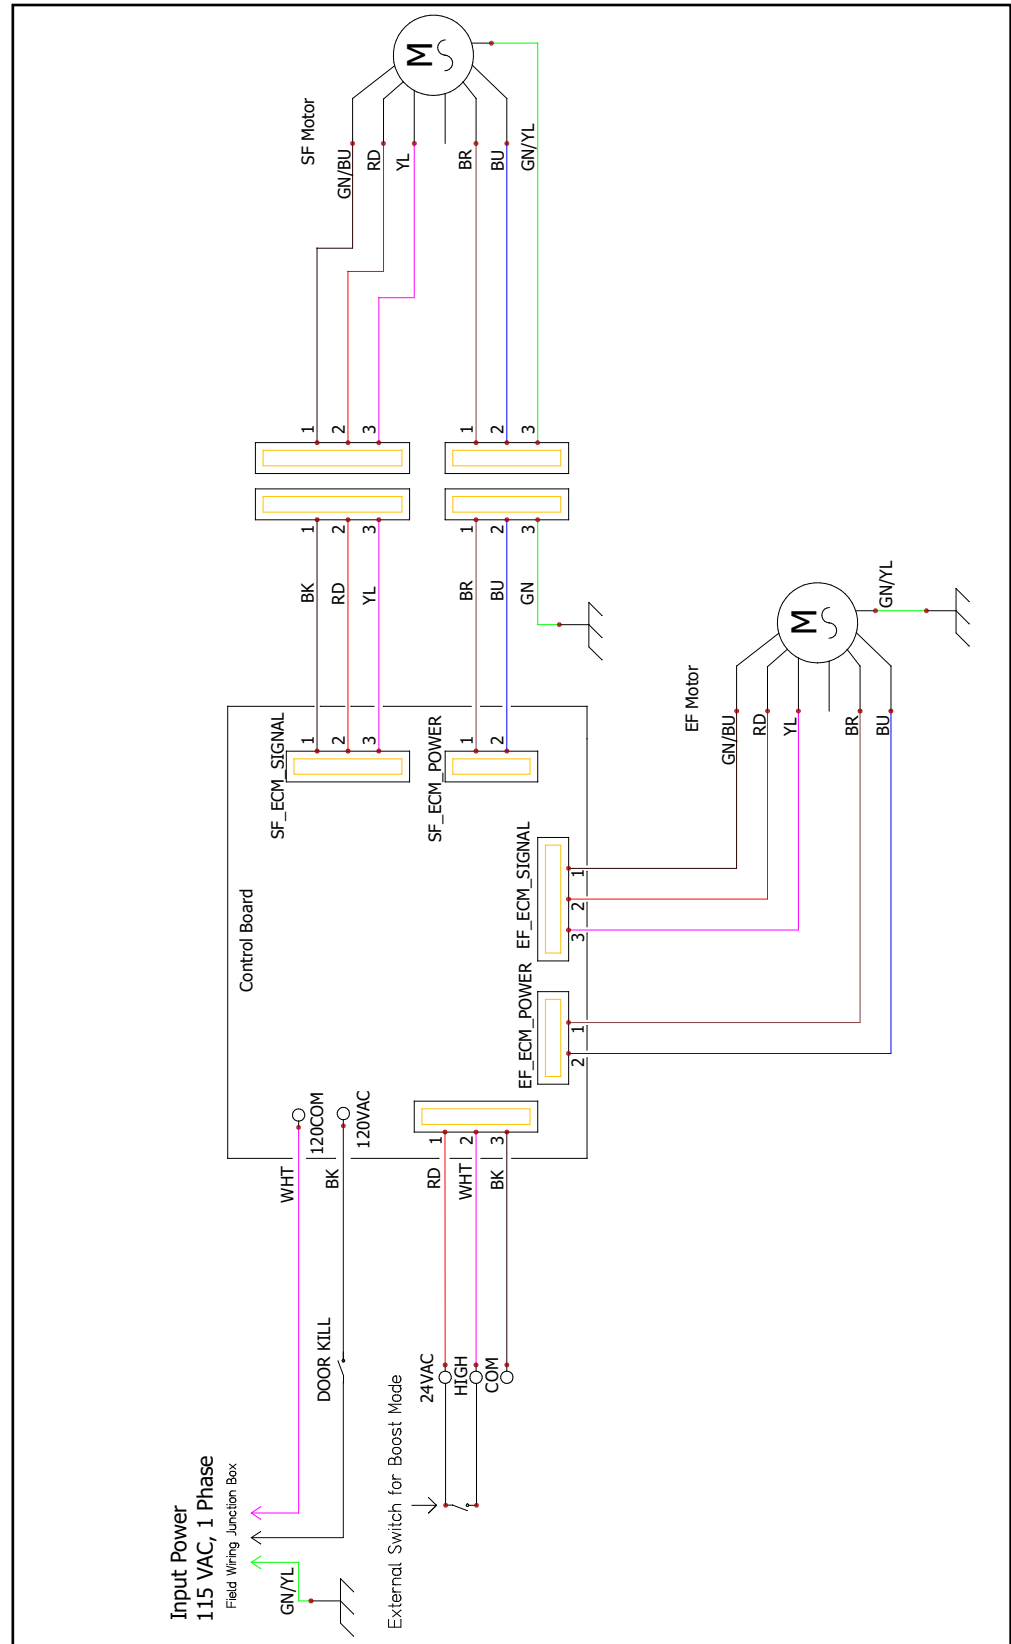 Input Power
115 VAC, 1 Phase
Field Wiring Junction Box
GN/YL
WHT
BK
DOOR KILL
120COM
120VAC
External Switch for Boost Mode
24VAC
HIGH
COM
RD
WHT
BK
1
2
3
Control Board
SF_ECM_SIGNAL
1
2
3
SF_ECM_POWER
1
2
EF_ECM_SIGNAL
1
2
3
EF_ECM_POWER
1
2
BK
RD
YL
BR
BU
GN
1
2
3
1
2
3
1
2
3
1
2
3
SF Motor
GN/BU
RD
YL
BR
BU
GN/YL
M
EF Motor
GN/BU
RD
YL
BR
BU
GN/YL
M